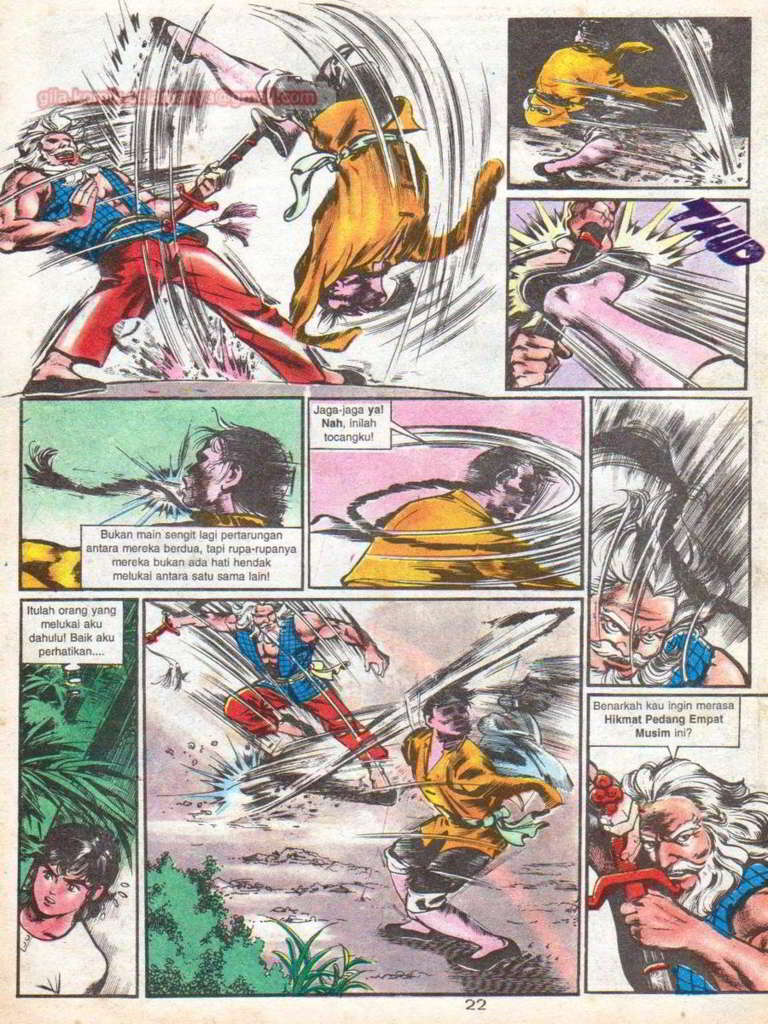 THUD
Jaga-jaga ya!
Nah, inilah
tocangku!
Bukan main sengit lagi pertarungan
antara mereka berdua, tapi rupa-rupanya
mereka bukan ada hati hendak
melukai antara satu sama lain!
Itulah orang yang
melukai aku
dahulu! Baik aku
perhatikan....
Benarkah kau ingin merasa
Hikmat Pedang Empat
Musim ini?
22